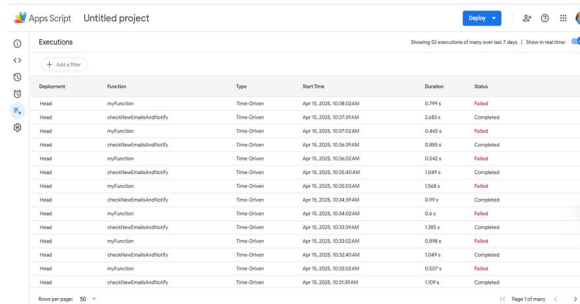 Apps Script Untitled project Deploy
Executions Showing 52 executions of many over last 7 days | Show in real time:
Add a filter
Deployment Function Type Start Time Duration Status
Head myFunction Time-Driven Apr 15, 2025, 10:38:02 AM 0.799 s Failed
Head checkNewEmailsAndNotify Time-Driven Apr 15, 2025, 10:37:39 AM 2.683 s Completed
Head myFunction Time-Driven Apr 15, 2025, 10:37:02 AM 0.465 s Failed
Head checkNewEmailsAndNotify Time-Driven Apr 15, 2025, 10:36:39 AM 0.885 s Completed
Head myFunction Time-Driven Apr 15, 2025, 10:36:02 AM 0.542 s Failed
Head checkNewEmailsAndNotify Time-Driven Apr 15, 2025, 10:35:40 AM 1.049 s Completed
Head myFunction Time-Driven Apr 15, 2025, 10:35:03 AM 1.568 s Failed
Head checkNewEmailsAndNotify Time-Driven Apr 15, 2025, 10:34:39 AM 0.99 s Completed
Head myFunction Time-Driven Apr 15, 2025, 10:34:02 AM 0.6 s Failed
Head checkNewEmailsAndNotify Time-Driven Apr 15, 2025, 10:33:39 AM 1.385 s Completed
Head myFunction Time-Driven Apr 15, 2025, 10:33:02 AM 0.898 s Failed
Head checkNewEmailsAndNotify Time-Driven Apr 15, 2025, 10:32:40 AM 1.049 s Completed
Head myFunction Time-Driven Apr 15, 2025, 10:32:02 AM 0.507 s Failed
Head checkNewEmailsAndNotify Time-Driven Apr 15, 2025, 10:31:39 AM 1.109 s Completed
Rows per page: 50 Page 1 of many